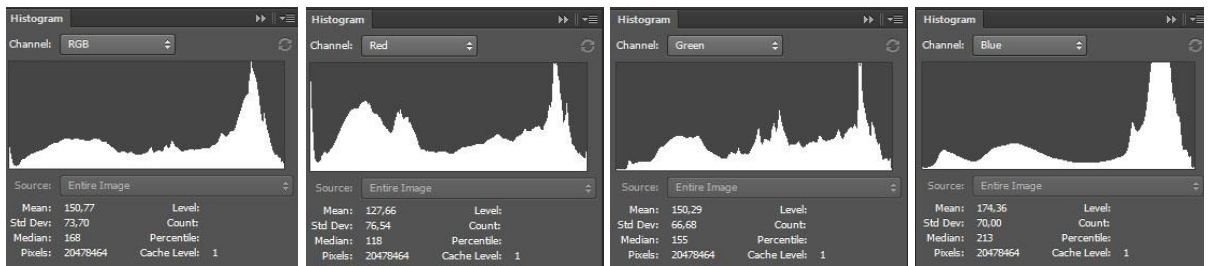 Histogram
Channel: RGB
Source: Entire Image
Mean: 150,77 Level:
Std Dev: 73,70 Count:
Median: 168 Percentile:
Pixels: 20478464 Cache Level: 1
Histogram
Channel: Red
Source: Entire Image
Mean: 127,66 Level:
Std Dev: 76,54 Count:
Median: 118 Percentile:
Pixels: 20478464 Cache Level: 1
Histogram
Channel: Green
Source: Entire Image
Mean: 150,29 Level:
Std Dev: 66,68 Count:
Median: 155 Percentile:
Pixels: 20478464 Cache Level: 1
Histogram
Channel: Blue
Source: Entire Image
Mean: 174,36 Level:
Std Dev: 70,00 Count:
Median: 213 Percentile:
Pixels: 20478464 Cache Level: 1